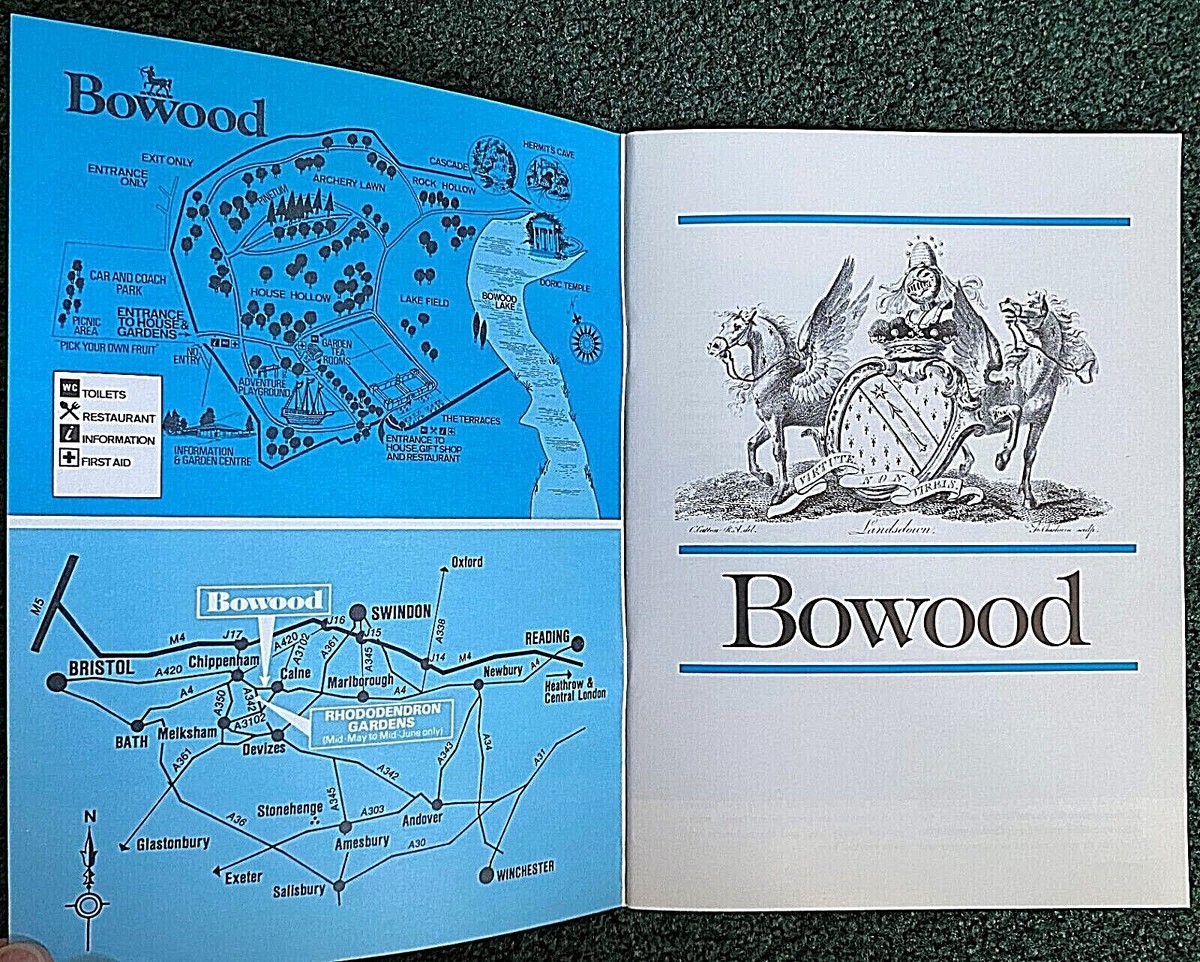 Bowood
EXIT ONLY
ENTRANCE
ONLY
CASCADE
HERMITS CAVE
ARCHERY LAWN
ROCK HOLLOW
PINETUM
CAR AND COACH
PARK
HOUSE HOLLOW
LAKE FIELD
BOWOOD
LAKE
DORIC TEMPLE
PICNIC
AREA
ENTRANCE
TO HOUSE &
GARDENS
"PICK YOUR OWN FRUIT"
NO
ENTRY
GARDEN
TEA
ROOMS
ADVENTURE
PLAYGROUND
WC TOILETS
RESTAURANT
i INFORMATION
FIRST AID
INFORMATION
& GARDEN CENTRE
THE TERRACES
ENTRANCE TO
HOUSE, GIFT SHOP
AND RESTAURANT
M5
Bowood
Oxford
SWINDON
J16
J15
A338
READING
M4
J17
A420
A3102
A361
A345
J14
M4
BRISTOL
A420
Chippenham
Calne
Marlborough
A4
Newbury
A4
Heathrow &
Central London
A4
A350
A342
A3102
BATH
Melksham
Devizes
RHODODENDRON
GARDENS
(Mid-May to Mid-June only)
A361
A342
A343
A34
A31
Stonehenge
A345
A303
Andover
N
A36
Amesbury
A30
Glastonbury
Exeter
Salisbury
WINCHESTER
VIRTUTE NON VERBIS.
Catton R.A. del.
Landsdown.
Bowood